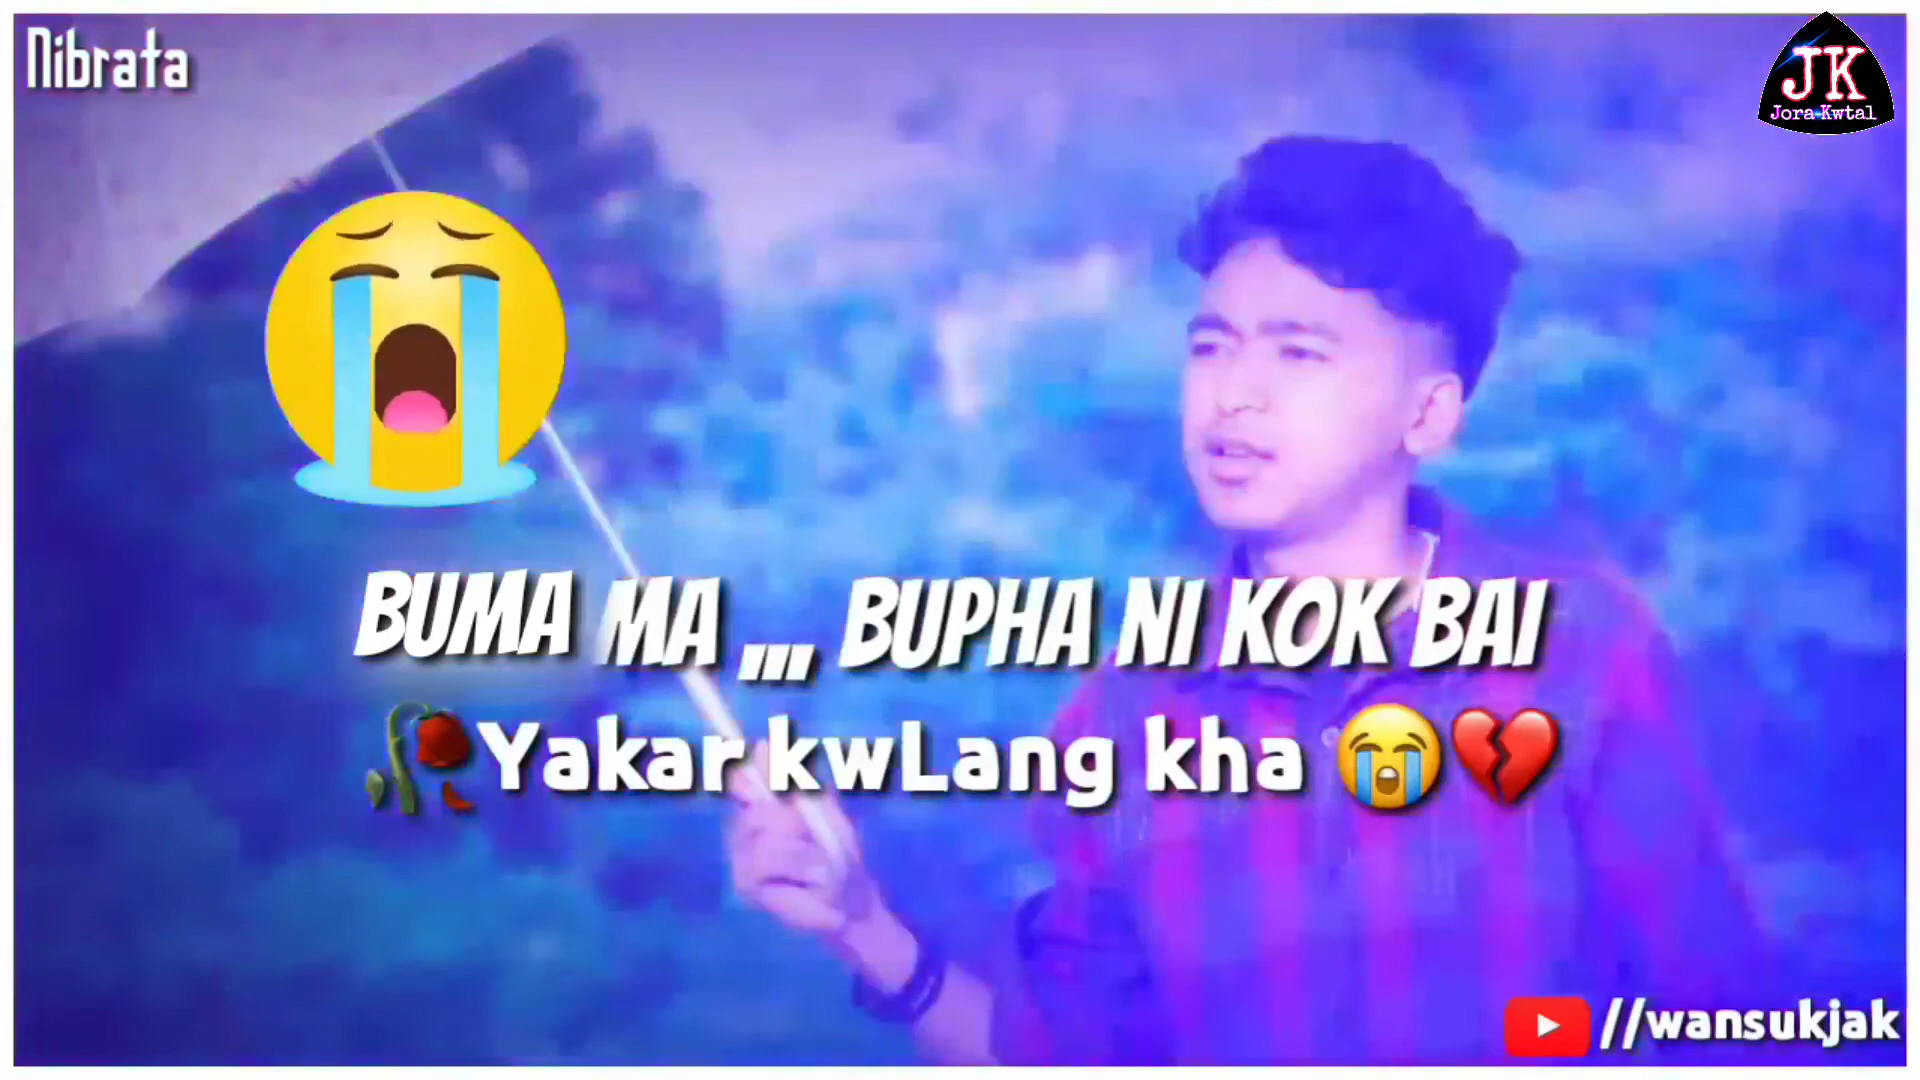 Nibrata
JK
Jora Kwtal
BUMA MA ... BUPHA NI KOK BAI
🥀Yakar kwLang kha 😭💔
//wansukjak